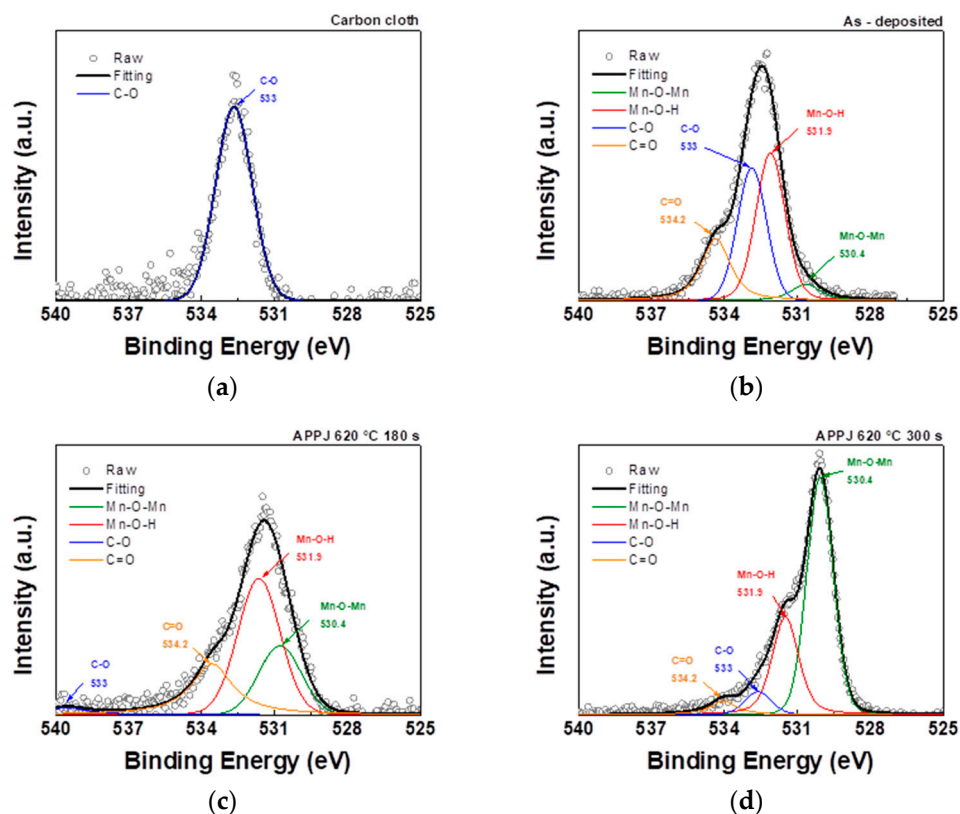 Carbon cloth
Raw
Fitting
C-O
C-O
533
Intensity (a.u.)
540 537 534 531 528 525
Binding Energy (eV)
(a)
As - deposited
Raw
Fitting
Mn-O-Mn
Mn-O-H
C-O
C=O
C-O
533
Mn-O-H
531.9
C=O
534.2
Mn-O-Mn
530.4
Intensity (a.u.)
540 537 534 531 528 525
Binding Energy (eV)
(b)
APPJ 620 °C 180 s
Raw
Fitting
Mn-O-Mn
Mn-O-H
C-O
C=O
Mn-O-H
531.9
Mn-O-Mn
530.4
C=O
534.2
C-O
533
Intensity (a.u.)
540 537 534 531 528 525
Binding Energy (eV)
(c)
APPJ 620 °C 300 s
Raw
Fitting
Mn-O-Mn
Mn-O-H
C-O
C=O
Mn-O-Mn
530.4
Mn-O-H
531.9
C-O
533
C=O
534.2
Intensity (a.u.)
540 537 534 531 528 525
Binding Energy (eV)
(d)